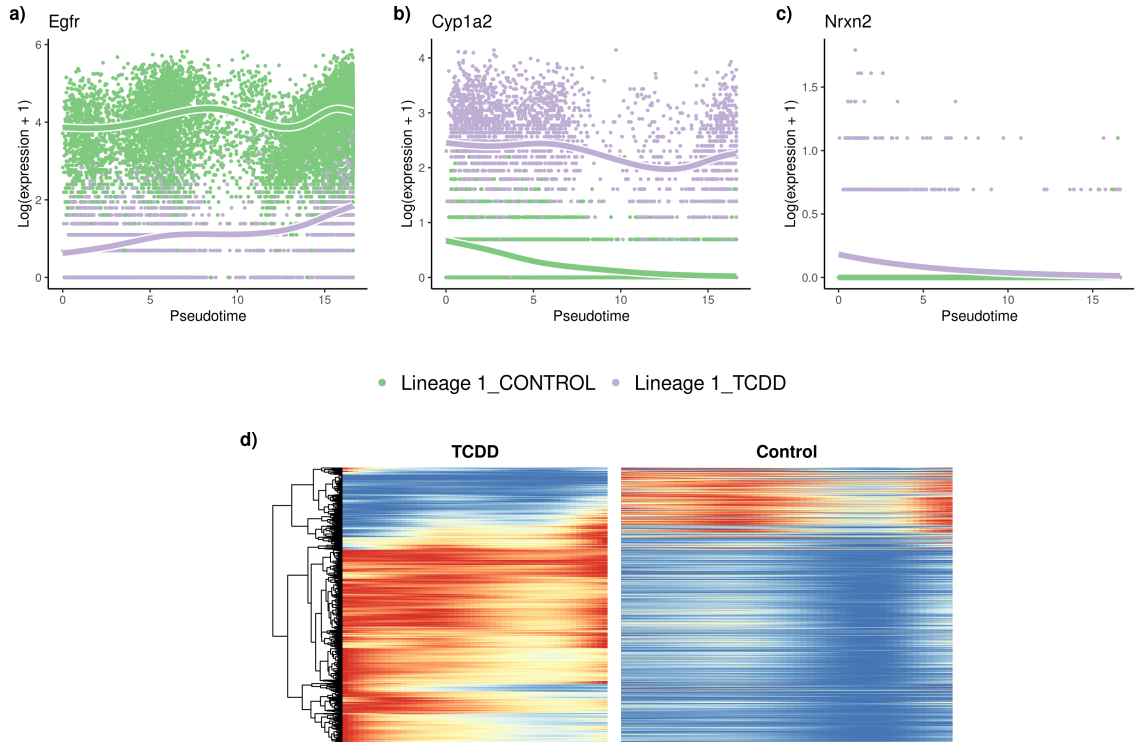 a)
Egfr
Log(expression + 1)
6
4
2
0
0 5 10 15
Pseudotime
b)
Cyp1a2
Log(expression + 1)
4
3
2
1
0
0 5 10 15
Pseudotime
c)
Nrxn2
Log(expression + 1)
1.5
1.0
0.5
0.0
0 5 10 15
Pseudotime
Lineage 1_CONTROL Lineage 1_TCDD
d)
TCDD Control